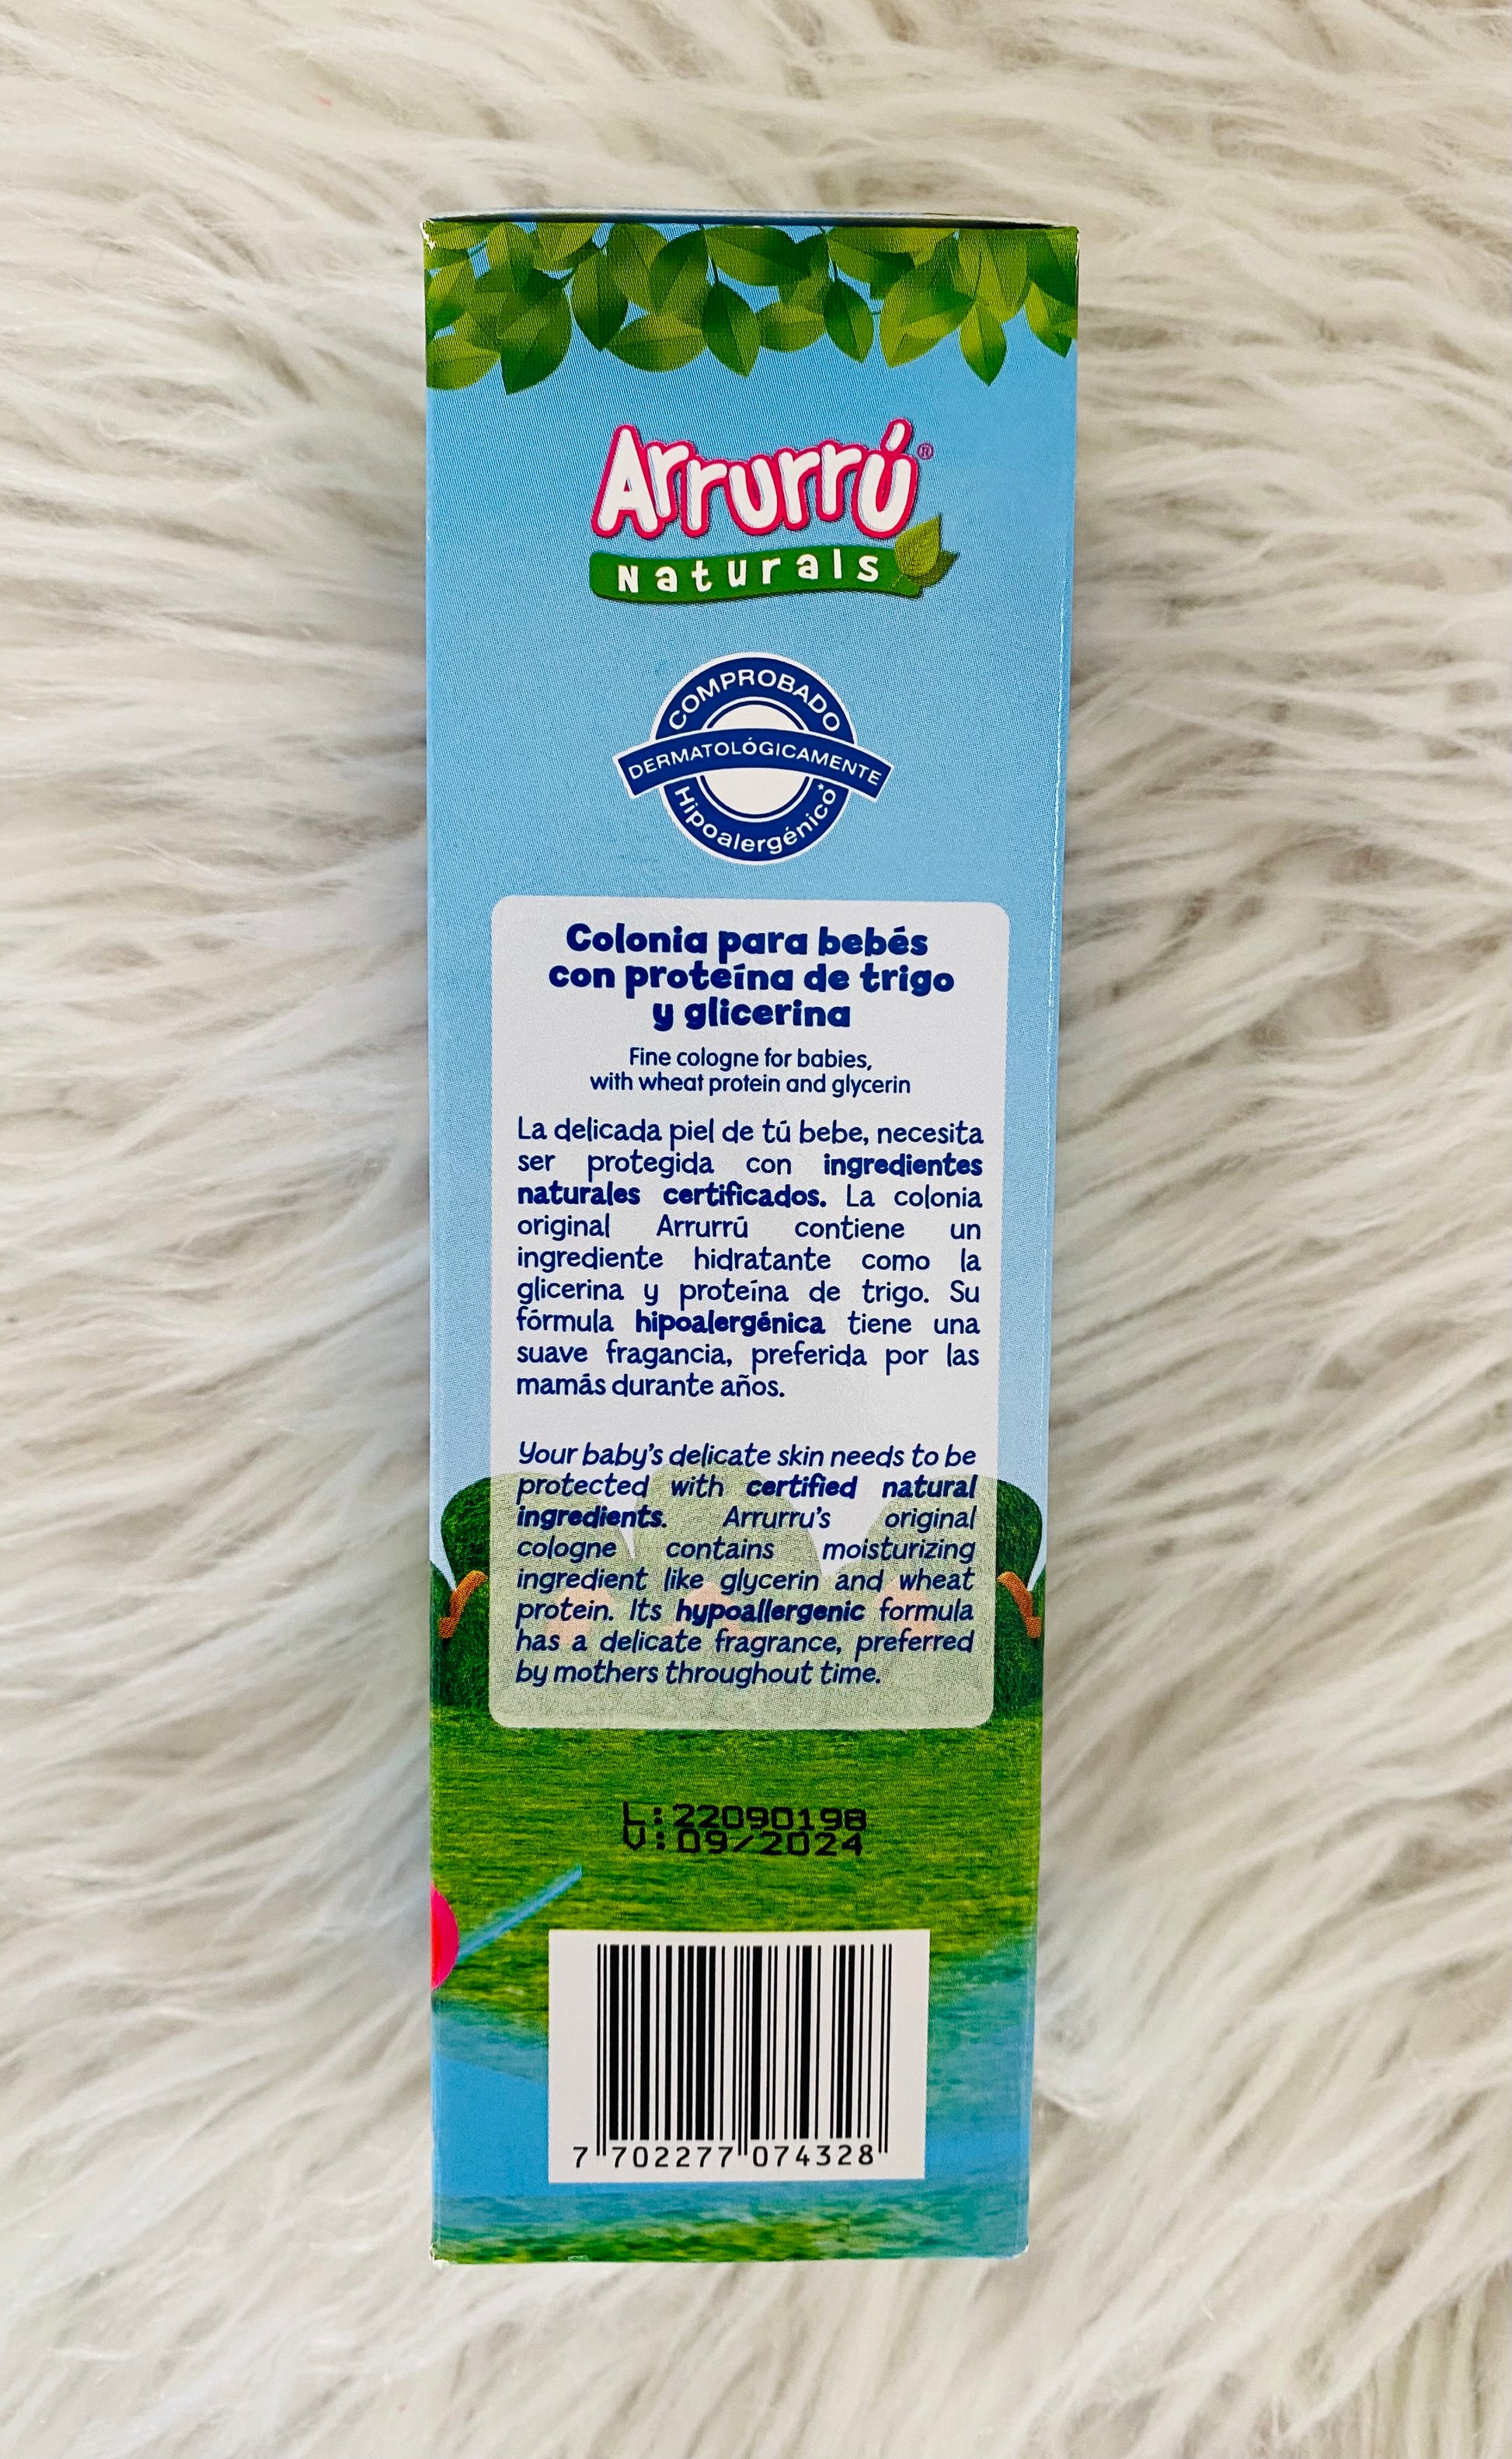 Arrurrú®
Naturals
COMPROBADO
DERMATOLÓGICAMENTE
Hipoalergénico*
Colonia para bebés
con proteína de trigo
y glicerina
Fine cologne for babies,
with wheat protein and glycerin
La delicada piel de tú bebe, necesita
ser protegida con ingredientes
naturales certificados. La colonia
original Arrurrú contiene un
ingrediente hidratante como la
glicerina y proteína de trigo. Su
fórmula hipoalergénica tiene una
suave fragancia, preferida por las
mamás durante años.
Your baby's delicate skin needs to be
protected with certified natural
ingredients. Arrurru's original
cologne contains moisturizing
ingredient like glycerin and wheat
protein. Its hypoallergenic formula
has a delicate fragrance, preferred
by mothers throughout time.
L:22090198
V:09/2024
7 702277 074328